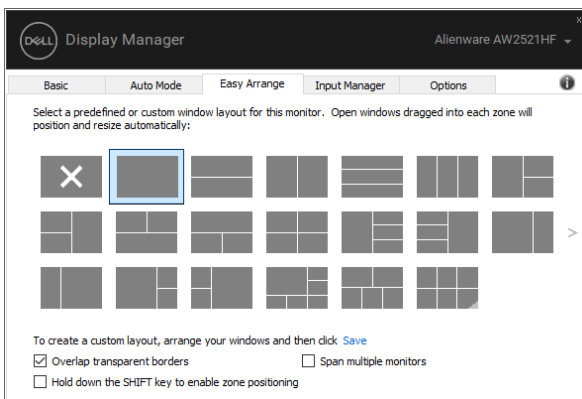 DELL Display Manager Alienware AW2521HF
Basic Auto Mode Easy Arrange Input Manager Options
Select a predefined or custom window layout for this monitor. Open windows dragged into each zone will
position and resize automatically:
To create a custom layout, arrange your windows and then click Save
Overlap transparent borders Span multiple monitors
Hold down the SHIFT key to enable zone positioning